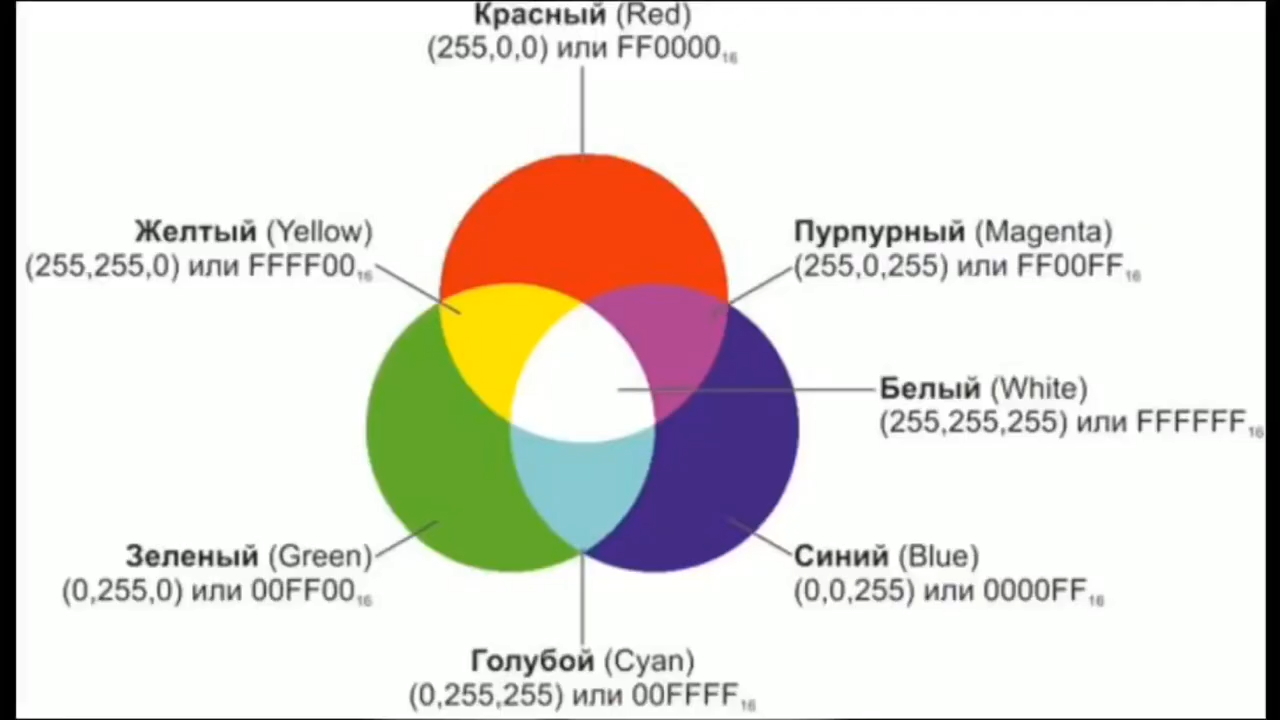 Красный (Red)
(255,0,0) или FF0000₁₆
Желтый (Yellow)
(255,255,0) или FFFF00₁₆
Пурпурный (Magenta)
(255,0,255) или FF00FF₁₆
Белый (White)
(255,255,255) или FFFFFF₁₆
Зеленый (Green)
(0,255,0) или 00FF00₁₆
Синий (Blue)
(0,0,255) или 0000FF₁₆
Голубой (Cyan)
(0,255,255) или 00FFFF₁₆